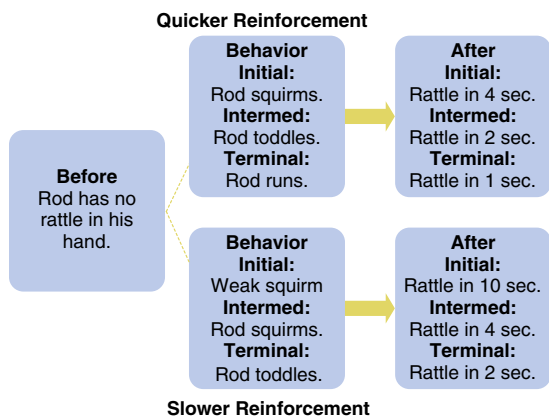 Quicker Reinforcement
Before
Rod has no
rattle in his
hand.
Behavior
Initial:
Rod squirms.
Intermed:
Rod toddles.
Terminal:
Rod runs.
After
Initial:
Rattle in 4 sec.
Intermed:
Rattle in 2 sec.
Terminal:
Rattle in 1 sec.
Behavior
Initial:
Weak squirm
Intermed:
Rod squirms.
Terminal:
Rod toddles.
After
Initial:
Rattle in 10 sec.
Intermed:
Rattle in 4 sec.
Terminal:
Rattle in 2 sec.
Slower Reinforcement